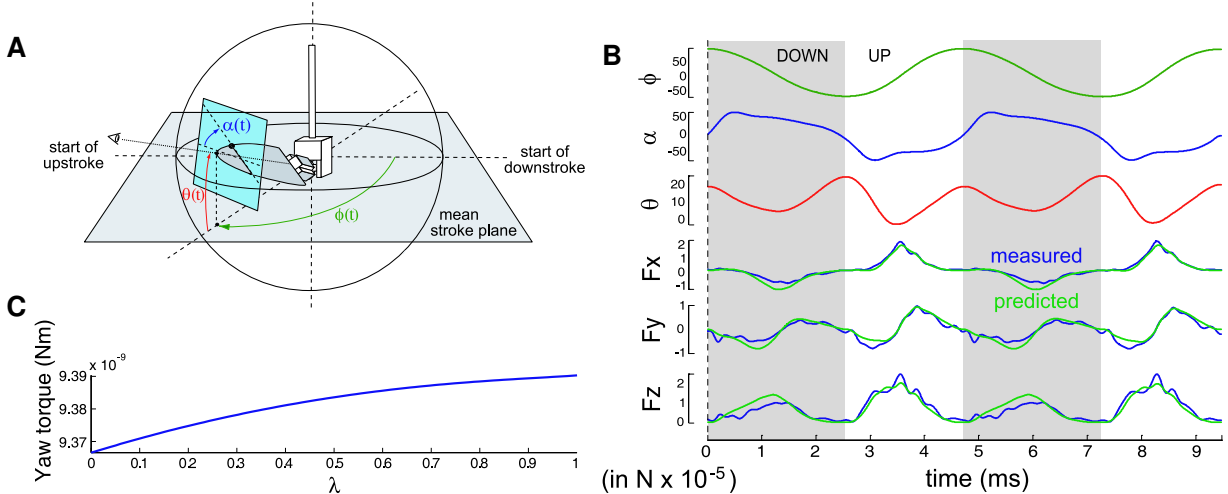 A
α(t)
θ(t)
ϕ(t)
start of
upstroke
start of
downstroke
mean
stroke plane
B
DOWN UP
ϕ
50
0
-50
α
50
0
-50
θ
20
10
0
Fx
2
1
0
-1
measured
predicted
Fy
1
0
-1
Fz
2
1
0
0 1 2 3 4 5 6 7 8 9
(in N x 10⁻⁵)
time (ms)
C
Yaw torque (Nm)
x 10⁻⁹
9.39
9.38
9.37
0 0.1 0.2 0.3 0.4 0.5 0.6 0.7 0.8 0.9 1
λ